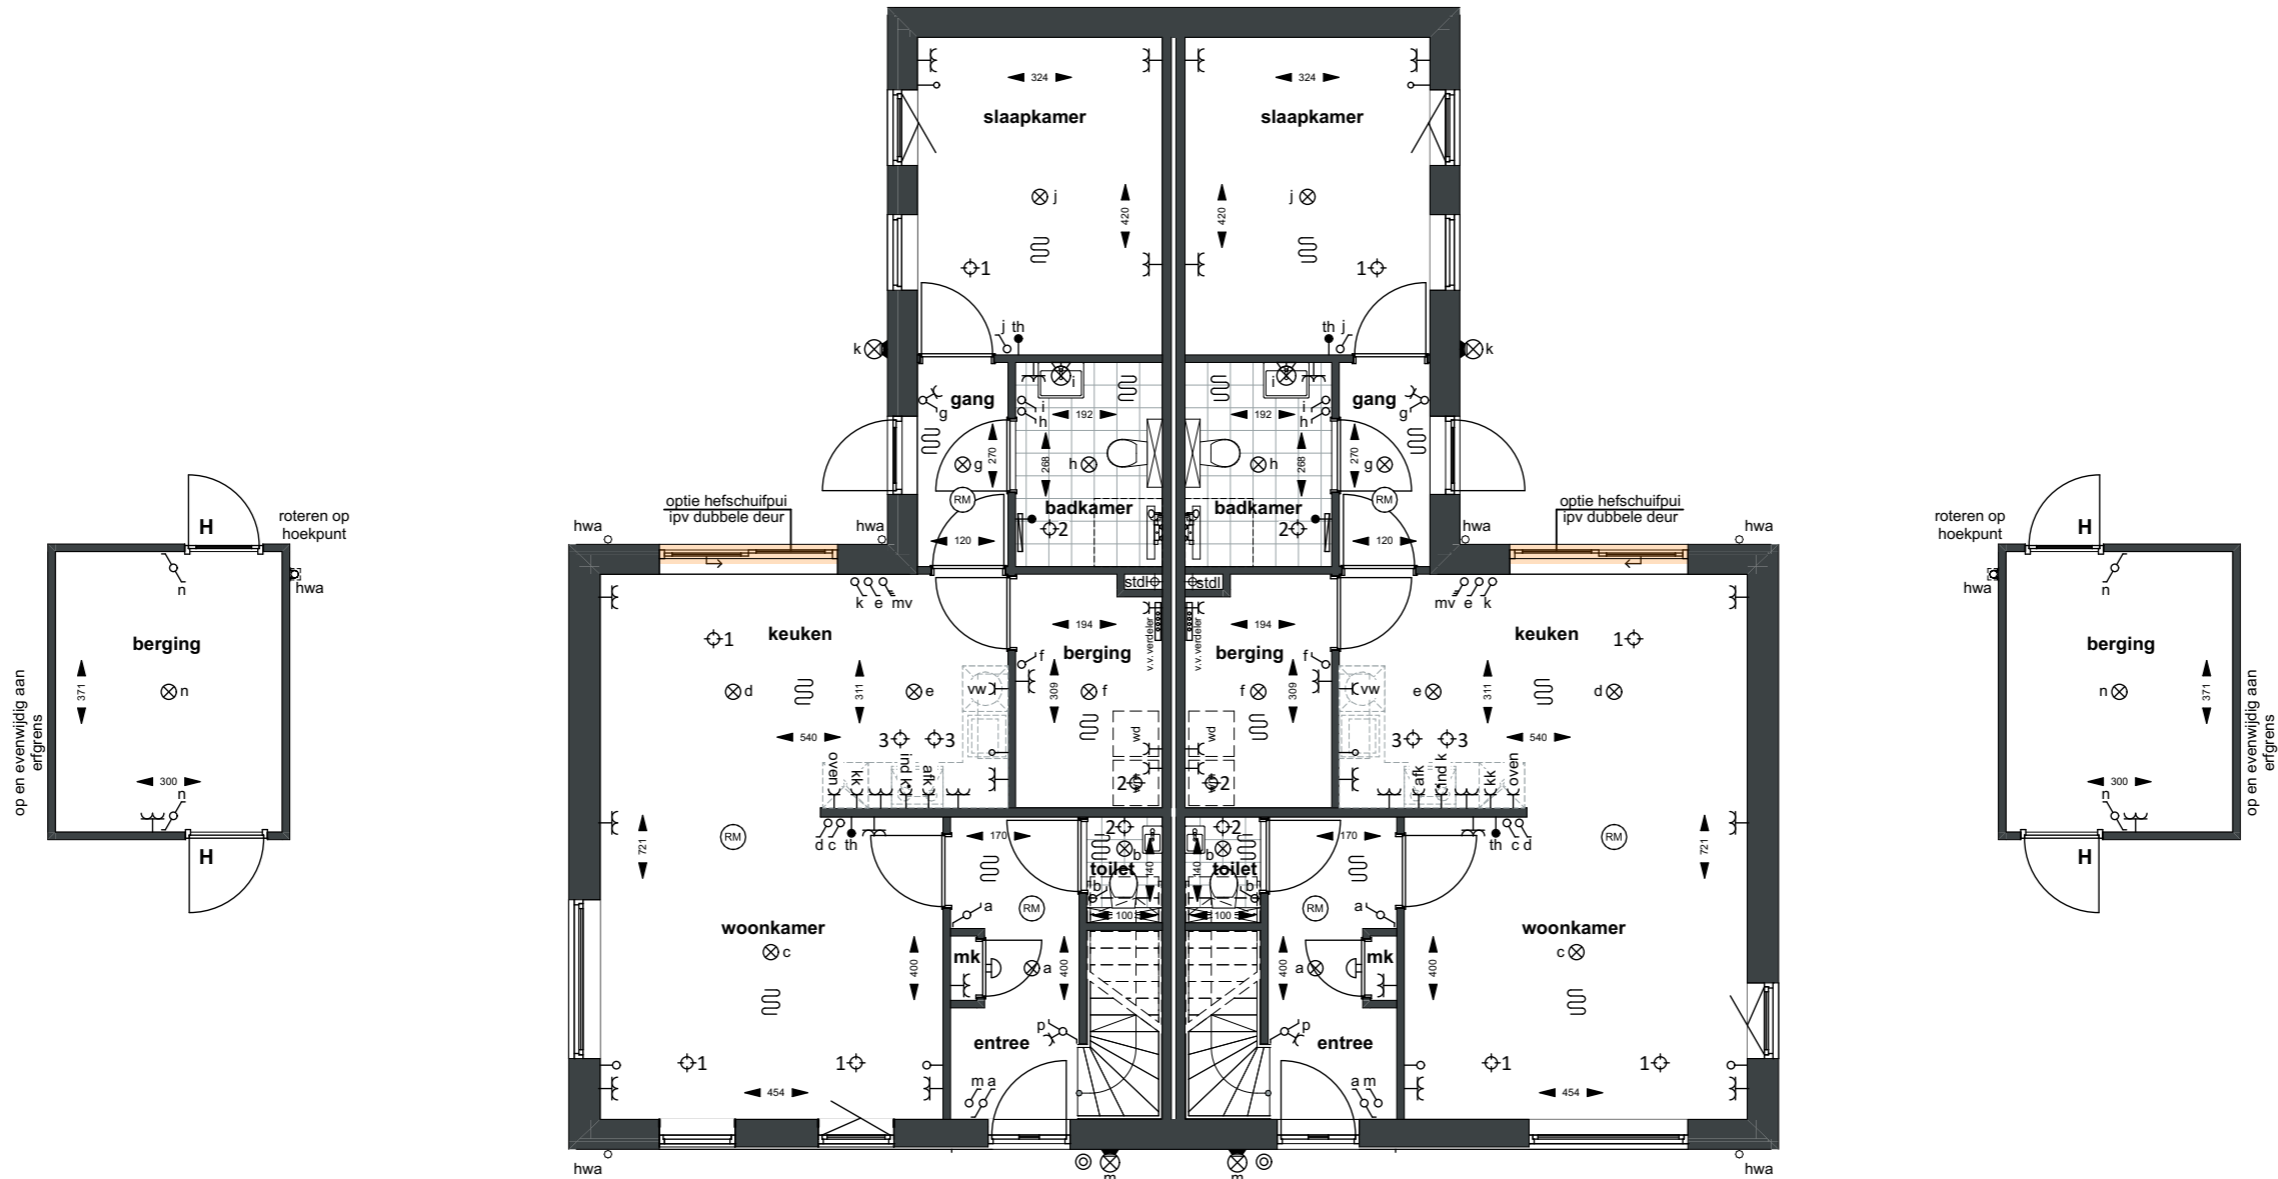 324
324
slaapkamer
slaapkamer
j
j
420
420
1
1
j th
th j
k
k
i
i
gang
gang
g
i
h
i
h
g
192
192
270
268
268
270
g
h
h
g
RM
RM
badkamer
badkamer
2
2
120
120
optie hefschuifpui
ipv dubbele deur
optie hefschuifpui
ipv dubbele deur
hwa
hwa
hwa
hwa
H
roteren op
hoekpunt
roteren op
hoekpunt
H
n
hwa
hwa
n
stdl
stdl
k e mv
mv e k
berging
371
n
300
n
H
op en evenwijdig aan
erfgrens
berging
371
n
300
n
H
op en evenwijdig aan
erfgrens
1
keuken
194
194
keuken
1
berging
berging
v.v. verdeler
v.v. verdeler
f
f
d
311
e
vw
309
f
f
309
vw
e
311
d
wd
wd
540
3
3
3
3
540
oven
kk
ind k
afk
afk
ind k
kk
oven
2
2
721
RM
d c th
170
2
2
170
th c d
RM
721
b
b
toilet
toilet
b
b
a
RM
100
100
RM
a
woonkamer
woonkamer
c
400
mk
a
400
400
a
mk
400
c
p
p
entree
entree
1
1
1
1
454
m a
a m
454
hwa
m
m
hwa